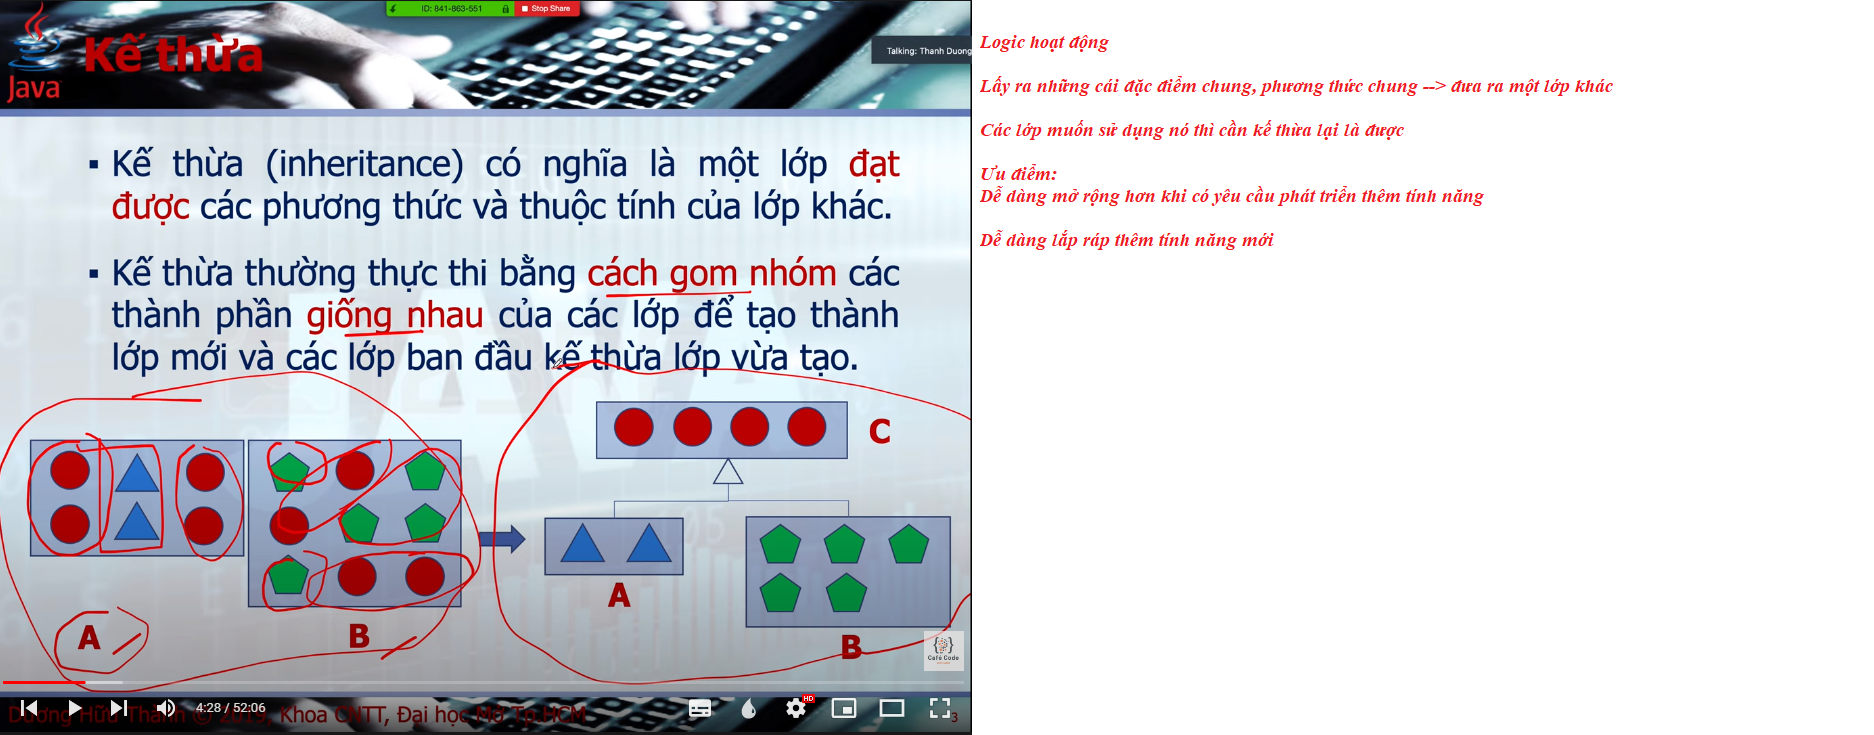 ID: 841-863-551
Stop Share
Java
Kế thừa
Talking: Thanh Duong
▪ Kế thừa (inheritance) có nghĩa là một lớp đạt
được các phương thức và thuộc tính của lớp khác.
▪ Kế thừa thường thực thi bằng cách gom nhóm các
thành phần giống nhau của các lớp để tạo thành
lớp mới và các lớp ban đầu kế thừa lớp vừa tạo.
C
A
B
A
B
Café Code
4:28 / 52:06
HD
Dương Hữu Thành © 2019, Khoa CNTT, Đại học Mở Tp.HCM
3
Logic hoạt động
Lấy ra những cái đặc điểm chung, phương thức chung --> đưa ra một lớp khác
Các lớp muốn sử dụng nó thì cần kế thừa lại là được
Ưu điểm:
Dễ dàng mở rộng hơn khi có yêu cầu phát triển thêm tính năng
Dễ dàng lắp ráp thêm tính năng mới